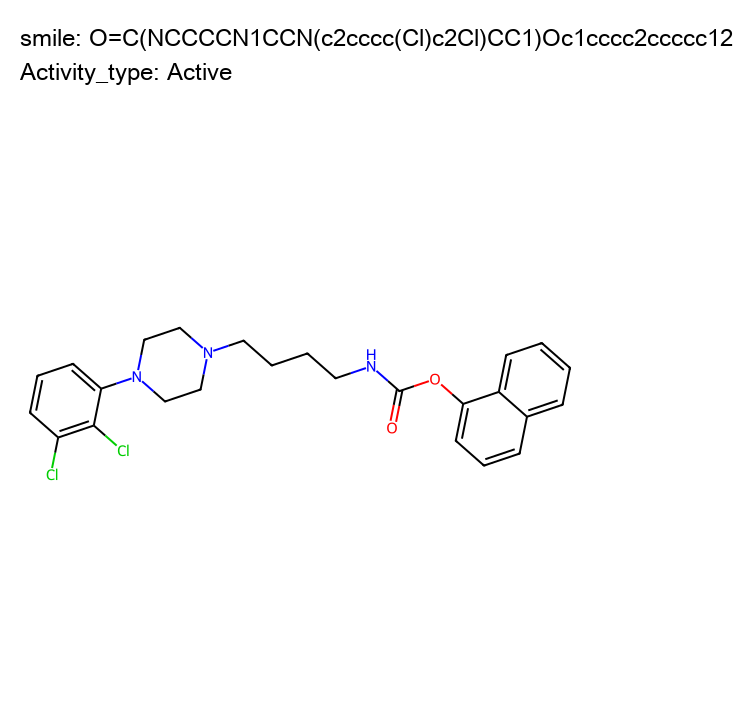 smile: O=C(NCCCCN1CCN(c2cccc(Cl)c2Cl)CC1)Oc1cccc2ccccc12
Activity_type: Active
H
N
N
O
N
O
Cl
Cl